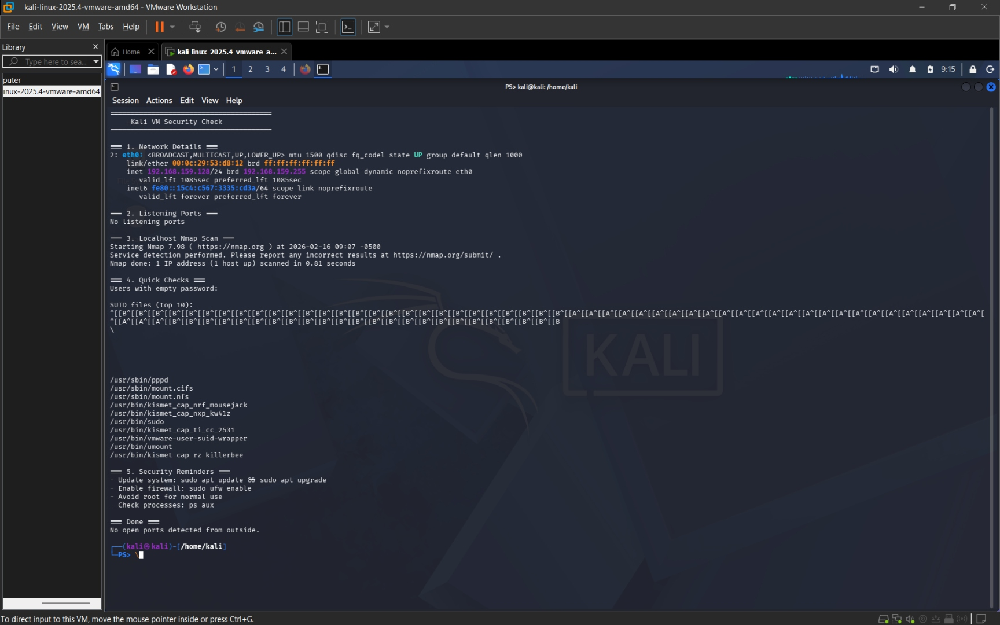 kali-linux-2025.4-vmware-amd64 - VMware Workstation
File Edit View VM Tabs Help
Library
Type here to sea...
puter
inux-2025.4-vmware-amd64
Home
kali-linux-2025.4-vmware-a...
1 2 3 4
9:15
PS> kali@kali: /home/kali
Session Actions Edit View Help
Kali VM Security Check
=== 1. Network Details ===
2: eth0: <BROADCAST,MULTICAST,UP,LOWER_UP> mtu 1500 qdisc fq_codel state UP group default qlen 1000
link/ether 00:0c:29:53:d8:12 brd ff:ff:ff:ff:ff:ff
inet 192.168.159.128/24 brd 192.168.159.255 scope global dynamic noprefixroute eth0
valid_lft 1085sec preferred_lft 1085sec
inet6 fe80::15c4:c567:3335:cd3a/64 scope link noprefixroute
valid_lft forever preferred_lft forever
=== 2. Listening Ports ===
No listening ports
=== 3. Localhost Nmap Scan ===
Starting Nmap 7.98 ( https://nmap.org ) at 2026-02-16 09:07 -0500
Service detection performed. Please report any incorrect results at https://nmap.org/submit/ .
Nmap done: 1 IP address (1 host up) scanned in 0.81 seconds
=== 4. Quick Checks ===
Users with empty password:
SUID files (top 10):
^[[B^[[B^[[B^[[B^[[B^[[B^[[B^[[B^[[B^[[B^[[B^[[B^[[B^[[B^[[B^[[B^[[B^[[B^[[B^[[B^[[B^[[B^[[B^[[B^[[B^[[B^[[B^[[A^[[A^[[A^[[A^[[A^[[A^[[A^[[A^[[A^[[A^[[A^[[A^[[A^[[A^[[A^[[A^[[A^[[A^[[A^[[A^[[A^[[A^[[A^[[A^[[A^[
^[[A^[[A^[[A^[[B^[[B^[[B^[[B^[[B^[[B^[[B^[[B^[[B^[[B^[[B^[[B^[[B^[[B^[[B^[[B^[[B^[[B^[[B^[[B^[[B^[[B^[[B^[[B
\
KALI
/usr/sbin/pppd
/usr/sbin/mount.cifs
/usr/sbin/mount.nfs
/usr/bin/kismet_cap_nrf_mousejack
/usr/bin/kismet_cap_nxp_kw41z
/usr/bin/sudo
/usr/bin/kismet_cap_ti_cc_2531
/usr/bin/vmware-user-suid-wrapper
/usr/bin/umount
/usr/bin/kismet_cap_rz_killerbee
=== 5. Security Reminders ===
- Update system: sudo apt update && sudo apt upgrade
- Enable firewall: sudo ufw enable
- Avoid root for normal use
- Check processes: ps aux
=== Done ===
No open ports detected from outside.
┌──(kali㉿kali)-[/home/kali]
└─PS> \
To direct input to this VM, move the mouse pointer inside or press Ctrl+G.